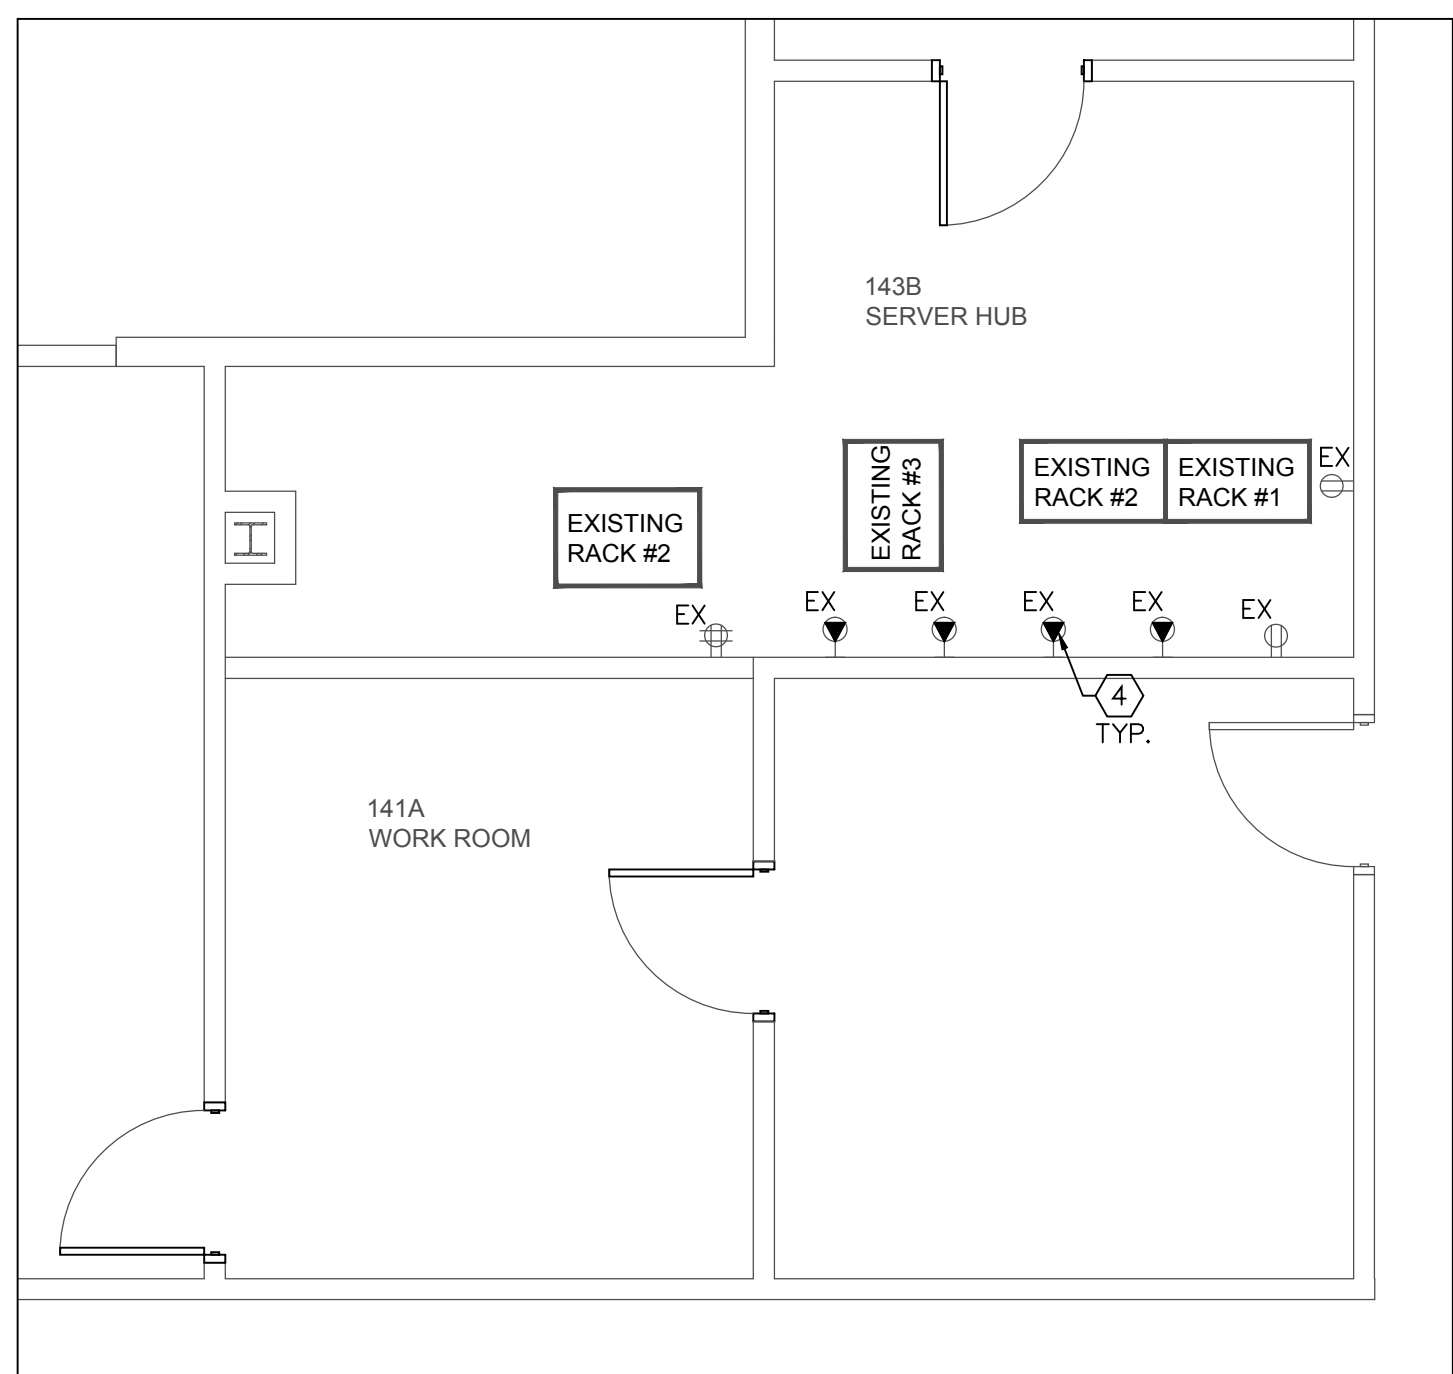 143B
SERVER HUB
EXISTING
RACK #3
EXISTING
RACK #2
EXISTING
RACK #1
EX
EXISTING
RACK #2
EX
EX
EX
EX
EX
EX
4
TYP.
141A
WORK ROOM